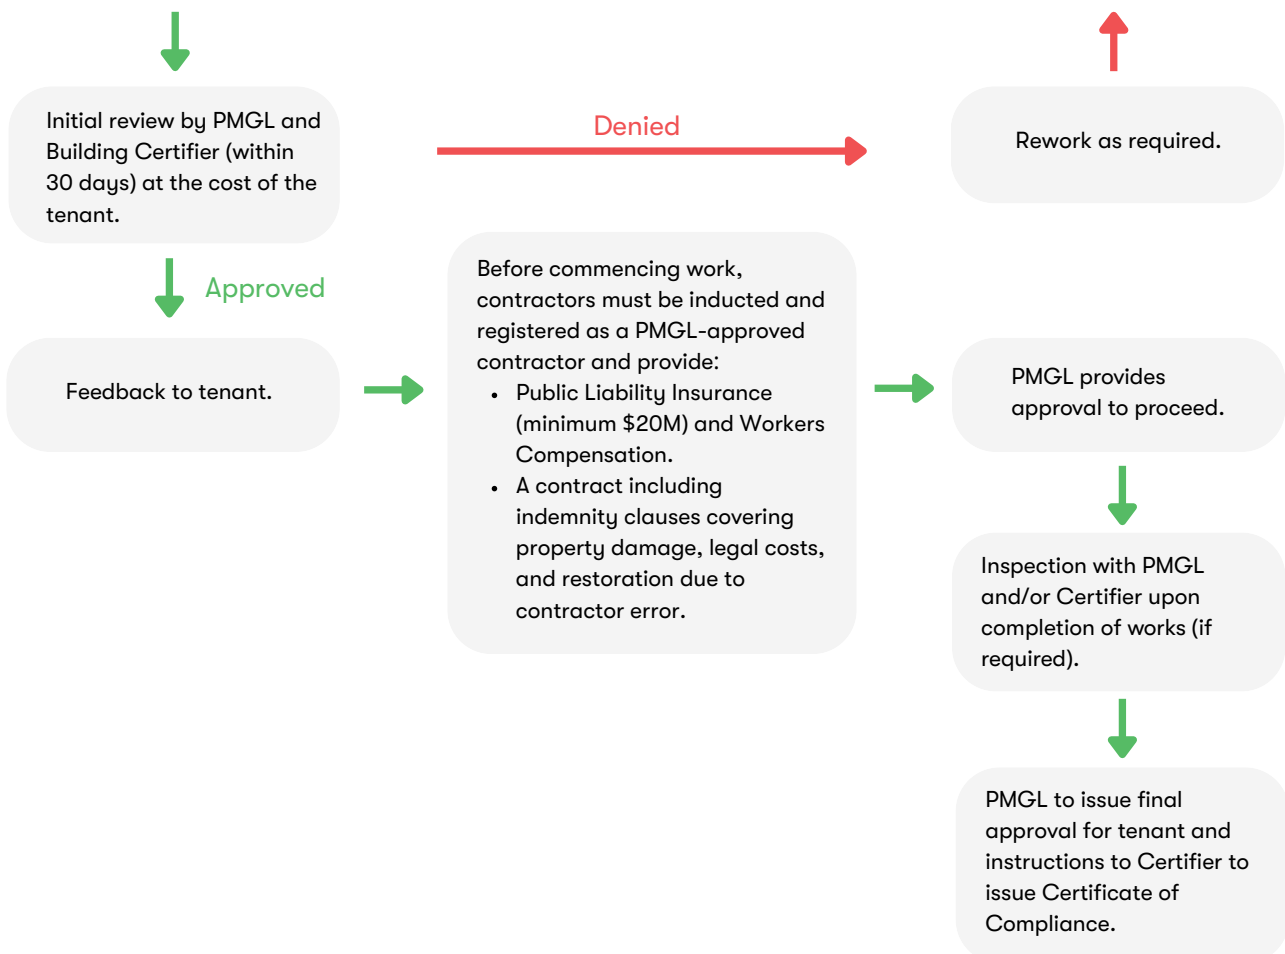 Initial review by PMGL and
Building Certifier (within
30 days) at the cost of the
tenant.
Denied
Rework as required.
Approved
Feedback to tenant.
Before commencing work,
contractors must be inducted and
registered as a PMGL-approved
contractor and provide:
• Public Liability Insurance
(minimum $20M) and Workers
Compensation.
• A contract including
indemnity clauses covering
property damage, legal costs,
and restoration due to
contractor error.
PMGL provides
approval to proceed.
Inspection with PMGL
and/or Certifier upon
completion of works (if
required).
PMGL to issue final
approval for tenant and
instructions to Certifier to
issue Certificate of
Compliance.